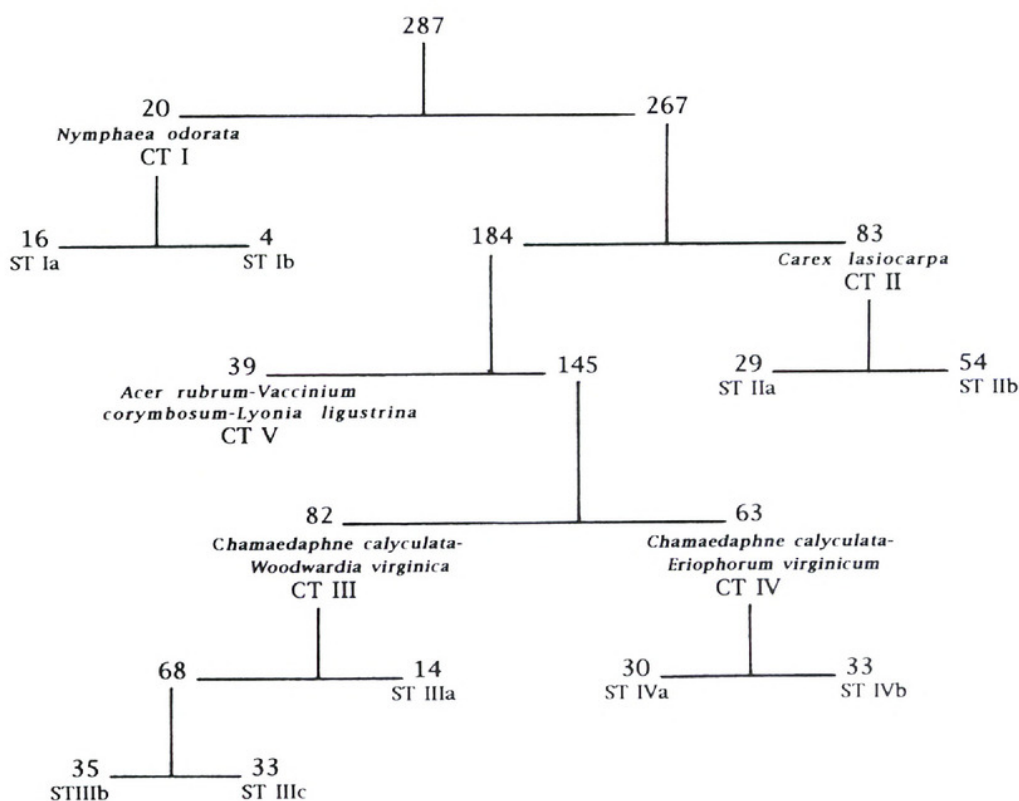 287
20 267
Nymphaea odorata
CT I
16 4 184 83
ST Ia ST Ib Carex lasiocarpa
CT II
39 145 29 54
Acer rubrum-Vaccinium ST IIa ST IIb
corymbosum-Lyonia ligustrina
CT V
82 63
Chamaedaphne calyculata- Chamaedaphne calyculata-
Woodwardia virginica Eriophorum virginicum
CT III CT IV
68 14 30 33
ST IIIa ST IVa ST IVb
35 33
STIIIb ST IIIc